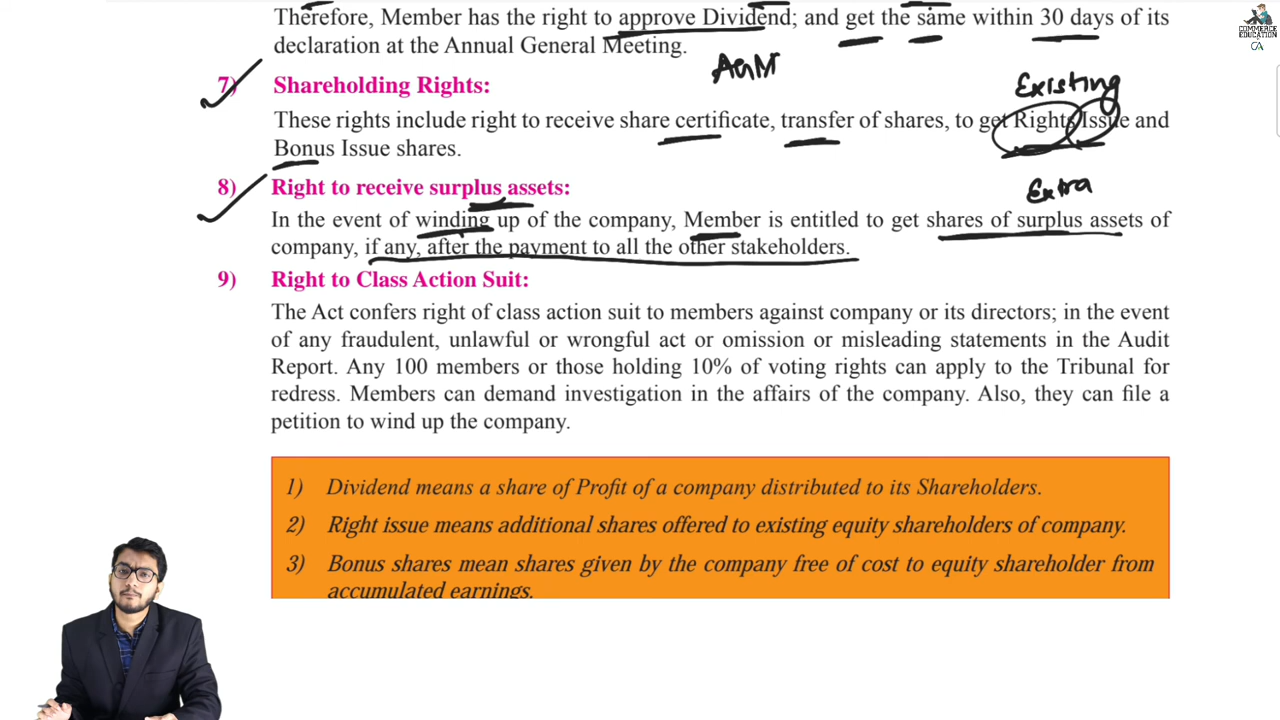 Therefore, Member has the right to approve Dividend; and get the same within 30 days of its
declaration at the Annual General Meeting.
AGM
7) Shareholding Rights:
Existing
These rights include right to receive share certificate, transfer of shares, to get Rights Issue and
Bonus Issue shares.
8) Right to receive surplus assets:
Extra
In the event of winding up of the company, Member is entitled to get shares of surplus assets of
company, if any, after the payment to all the other stakeholders.
9) Right to Class Action Suit:
The Act confers right of class action suit to members against company or its directors; in the event
of any fraudulent, unlawful or wrongful act or omission or misleading statements in the Audit
Report. Any 100 members or those holding 10% of voting rights can apply to the Tribunal for
redress. Members can demand investigation in the affairs of the company. Also, they can file a
petition to wind up the company.
1) Dividend means a share of Profit of a company distributed to its Shareholders.
2) Right issue means additional shares offered to existing equity shareholders of company.
3) Bonus shares mean shares given by the company free of cost to equity shareholder from
accumulated earnings.
COMMERCE
EDUCATION
CA